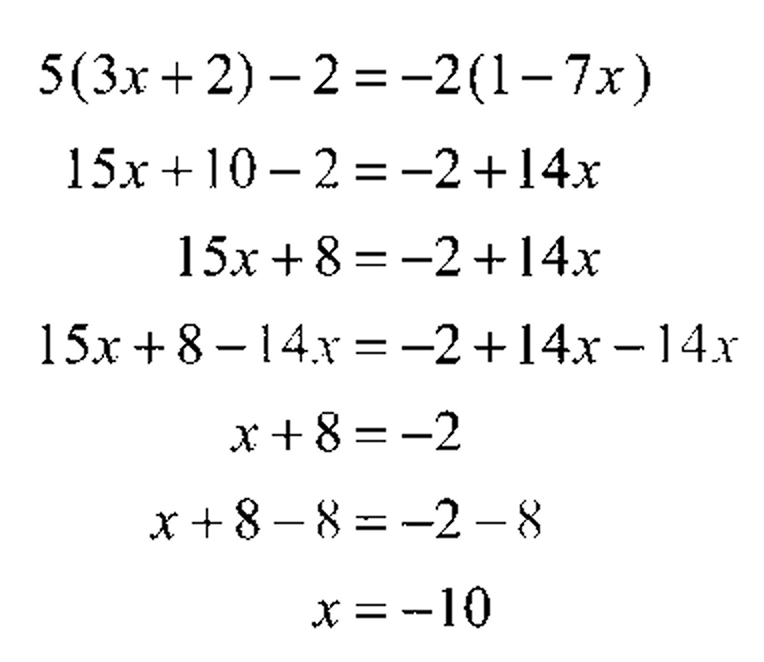 5(3x + 2) − 2 = −2(1 − 7x)
15x + 10 − 2 = −2 + 14x
15x + 8 = −2 + 14x
15x + 8 − 14x = −2 + 14x − 14x
x + 8 = −2
x + 8 − 8 = −2 − 8
x = −10